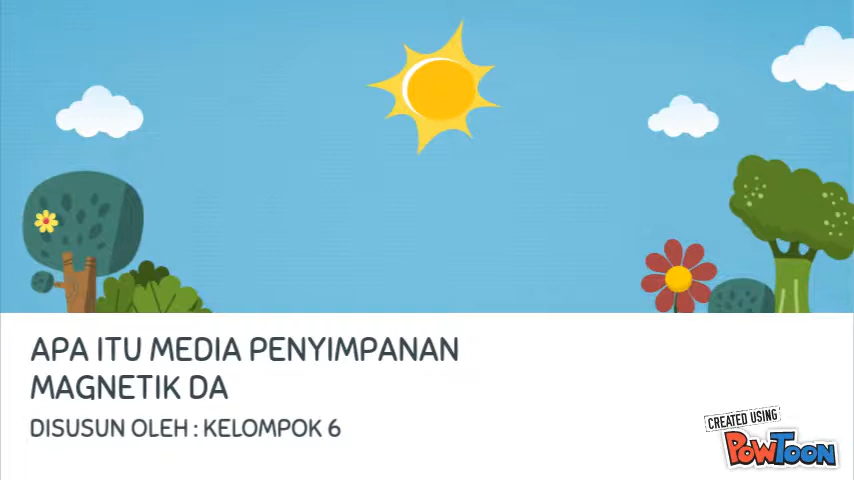 APA ITU MEDIA PENYIMPANAN
MAGNETIK DA
DISUSUN OLEH : KELOMPOK 6
CREATED USING
POWTOON